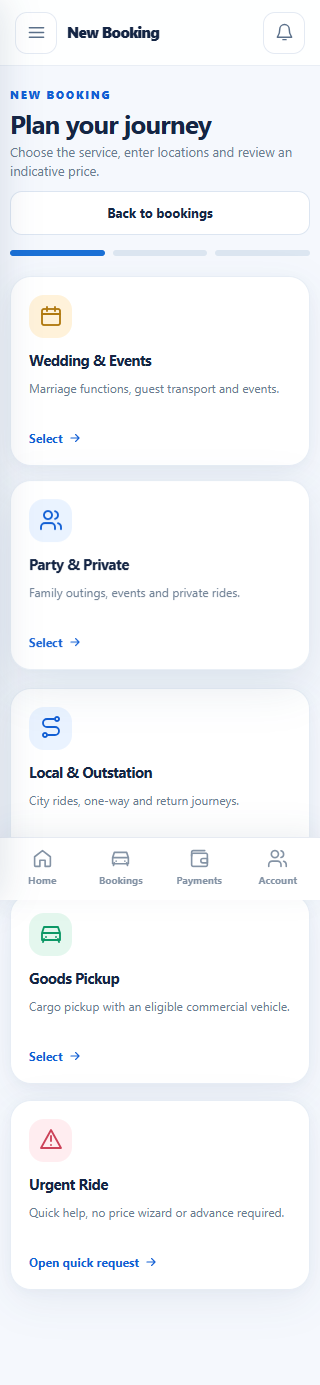 New Booking
NEW BOOKING
Plan your journey
Choose the service, enter locations and review an
indicative price.
Back to bookings
Wedding & Events
Marriage functions, guest transport and events.
Select →
Party & Private
Family outings, events and private rides.
Select →
Local & Outstation
City rides, one-way and return journeys.
Home Bookings Payments Account
Goods Pickup
Cargo pickup with an eligible commercial vehicle.
Select →
Urgent Ride
Quick help, no price wizard or advance required.
Open quick request →